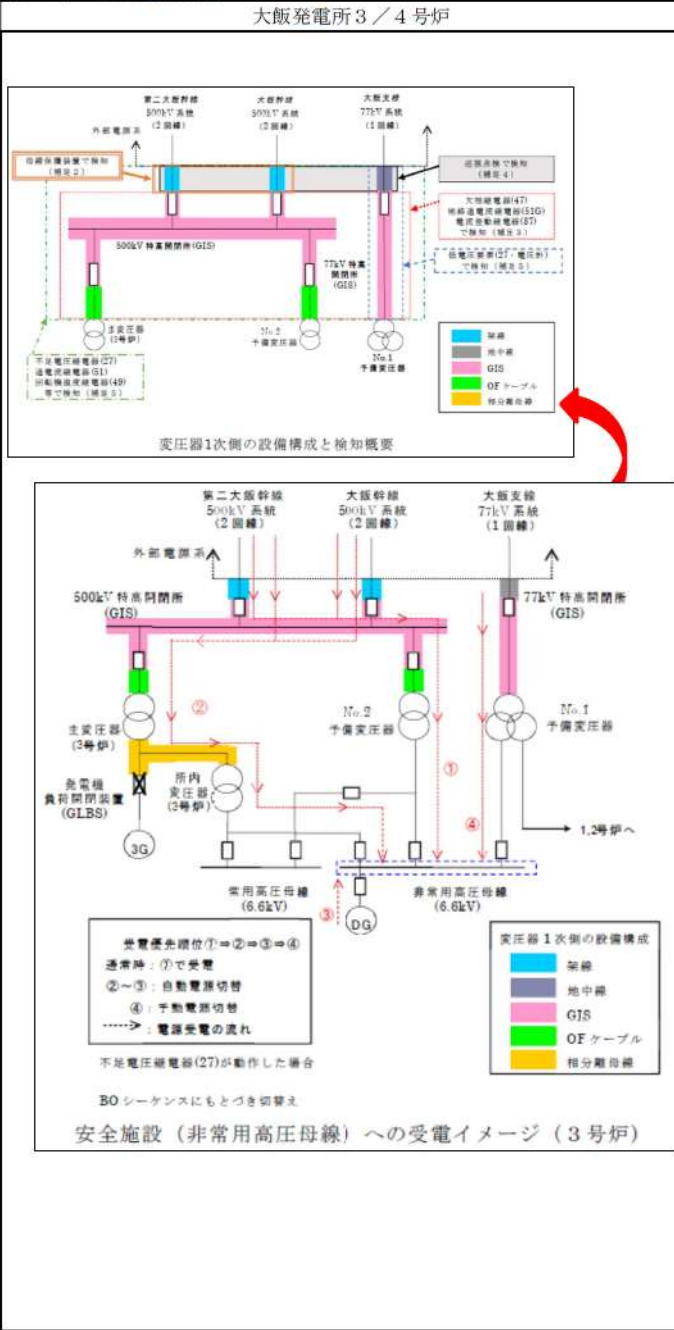 大飯発電所3／4号炉
第二大飯幹線
500kV 系統
(2回線)
大飯幹線
500kV 系統
(2回線)
大飯支線
77kV 系統
(1回線)
外部電源系
母線保護装置で検知
(補足2)
巡視点検で検知
(補足4)
欠相継電器(47)
地絡過電流継電器(51G)
電流差動継電器(87)
で検知（補足3）
500kV 特高開閉所(GIS)
77kV 特高
開閉所
(GIS)
低電圧要素(27・電圧計)
で検知（補足5）
主変圧器
(3号炉)
No.2
予備変圧器
No.1
予備変圧器
不足電圧継電器(27)
過電流継電器(51)
回転機温度継電器(49)
等で検知（補足5）
架線
地中線
GIS
OF ケーブル
相分離母線
変圧器1次側の設備構成と検知概要
第二大飯幹線
500kV 系統
(2回線)
大飯幹線
500kV 系統
(2回線)
大飯支線
77kV 系統
(1回線)
外部電源系
500kV 特高開閉所
(GIS)
77kV 特高開閉所
(GIS)
②
主変圧器
(3号炉)
No.2
予備変圧器
No.1
予備変圧器
①
発電機
負荷開閉装置
(GLBS)
所内
変圧器
(3号炉)
④
1,2号炉へ
3G
常用高圧母線
(6.6kV)
③
DG
非常用高圧母線
(6.6kV)
受電優先順位①⇒②⇒③⇒④
通常時：①で受電
②～③：自動電源切替
④：手動電源切替
：電源受電の流れ
変圧器1次側の設備構成
架線
地中線
GIS
OF ケーブル
相分離母線
不足電圧継電器(27)が動作した場合
BO シーケンスにもとづき切替え
安全施設（非常用高圧母線）への受電イメージ（3号炉）